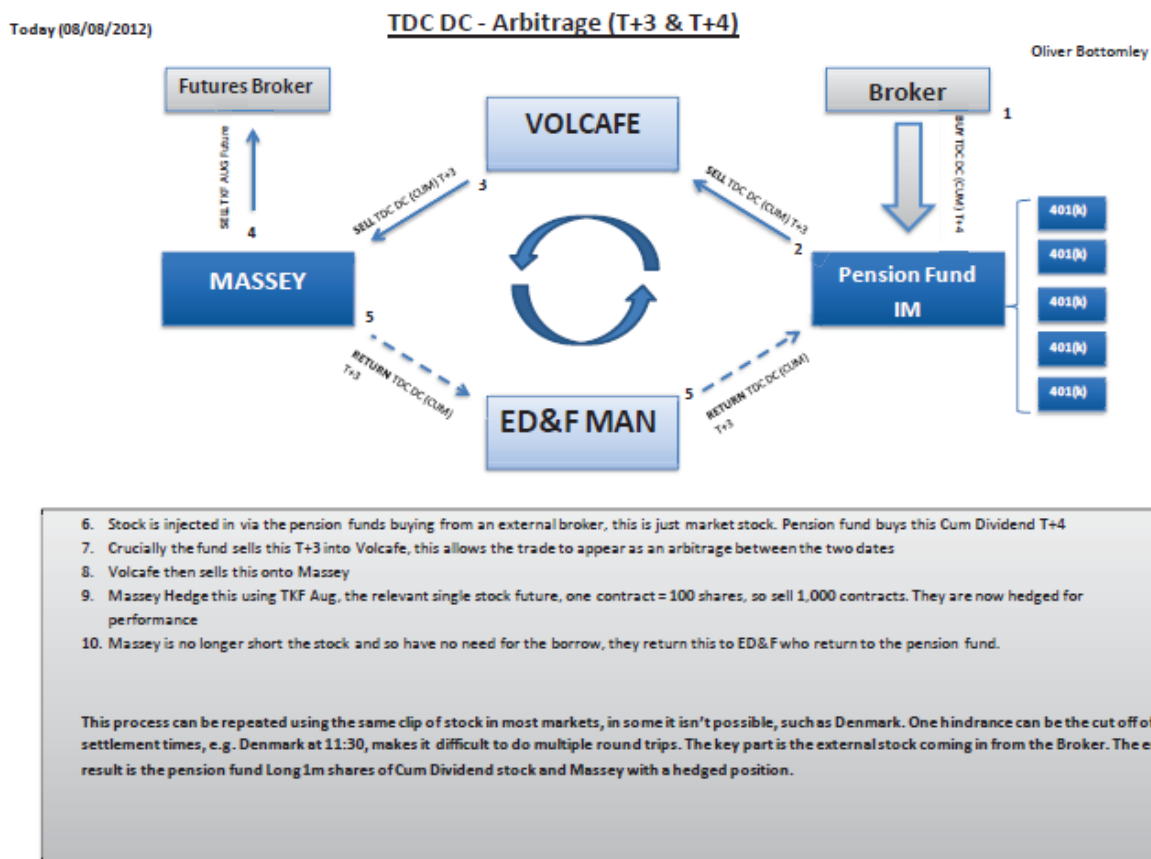 Today (08/08/2012)
TDC DC - Arbitrage (T+3 & T+4)
Oliver Bottomley
Futures Broker
VOLCAFE
Broker
1
SELL TKF AUG Future
SELL TDC DC (CUM) T+3
3
SELL TDC DC (CUM) T+3
BUY TDC DC (CUM) T+4
4
2
MASSEY
Pension Fund
IM
401(k)
401(k)
401(k)
401(k)
401(k)
5
RETURN TDC DC (CUM)
T+3
ED&F MAN
5
RETURN TDC DC (CUM)
T+3
6. Stock is injected in via the pension funds buying from an external broker, this is just market stock. Pension fund buys this Cum Dividend T+4
7. Crucially the fund sells this T+3 into Volcafe, this allows the trade to appear as an arbitrage between the two dates
8. Volcafe then sells this onto Massey
9. Massey Hedge this using TKF Aug, the relevant single stock future, one contract = 100 shares, so sell 1,000 contracts. They are now hedged for
performance
10. Massey is no longer short the stock and so have no need for the borrow, they return this to ED&F who return to the pension fund.
This process can be repeated using the same clip of stock in most markets, in some it isn't possible, such as Denmark. One hindrance can be the cut off of
settlement times, e.g. Denmark at 11:30, makes it difficult to do multiple round trips. The key part is the external stock coming in from the Broker. The e
result is the pension fund Long 1m shares of Cum Dividend stock and Massey with a hedged position.